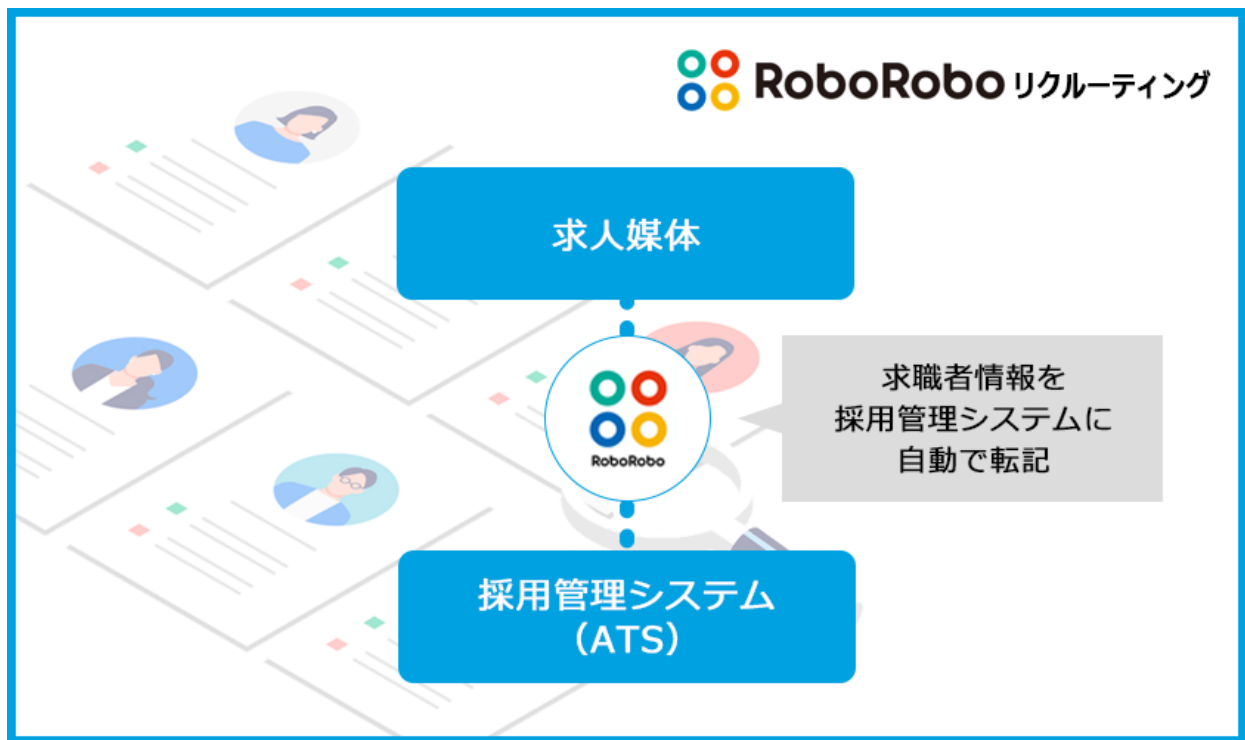 RoboRobo リクルーティング
求人媒体
RoboRobo
求職者情報を
採用管理システムに
自動で転記
採用管理システム
（ATS）